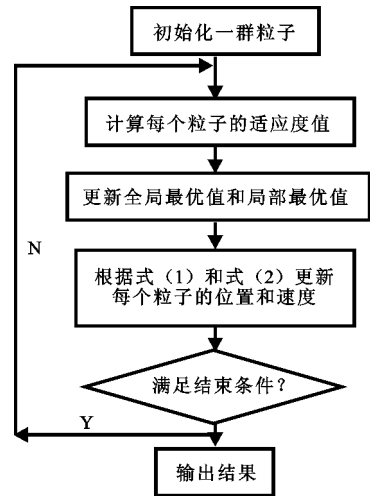 初始化一群粒子
计算每个粒子的适应度值
更新全局最优值和局部最优值
N
根据式（1）和式（2）更新
每个粒子的位置和速度
满足结束条件？
Y
输出结果